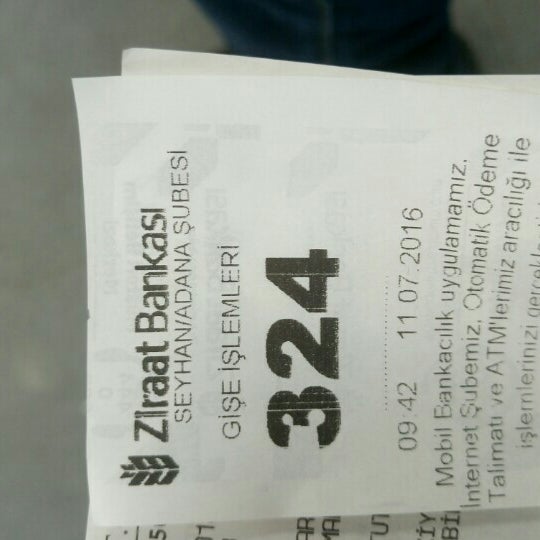 Ziraat Bankası
SEYHAN/ADANA ŞUBESİ
GİŞE İŞLEMLERİ
324
09:42 11.07.2016
Mobil Bankacılık uygulamamız,
İnternet Şubemiz, Otomatik Ödeme
Talimatı ve ATM'lerimiz aracılığı ile
işlemlerinizi